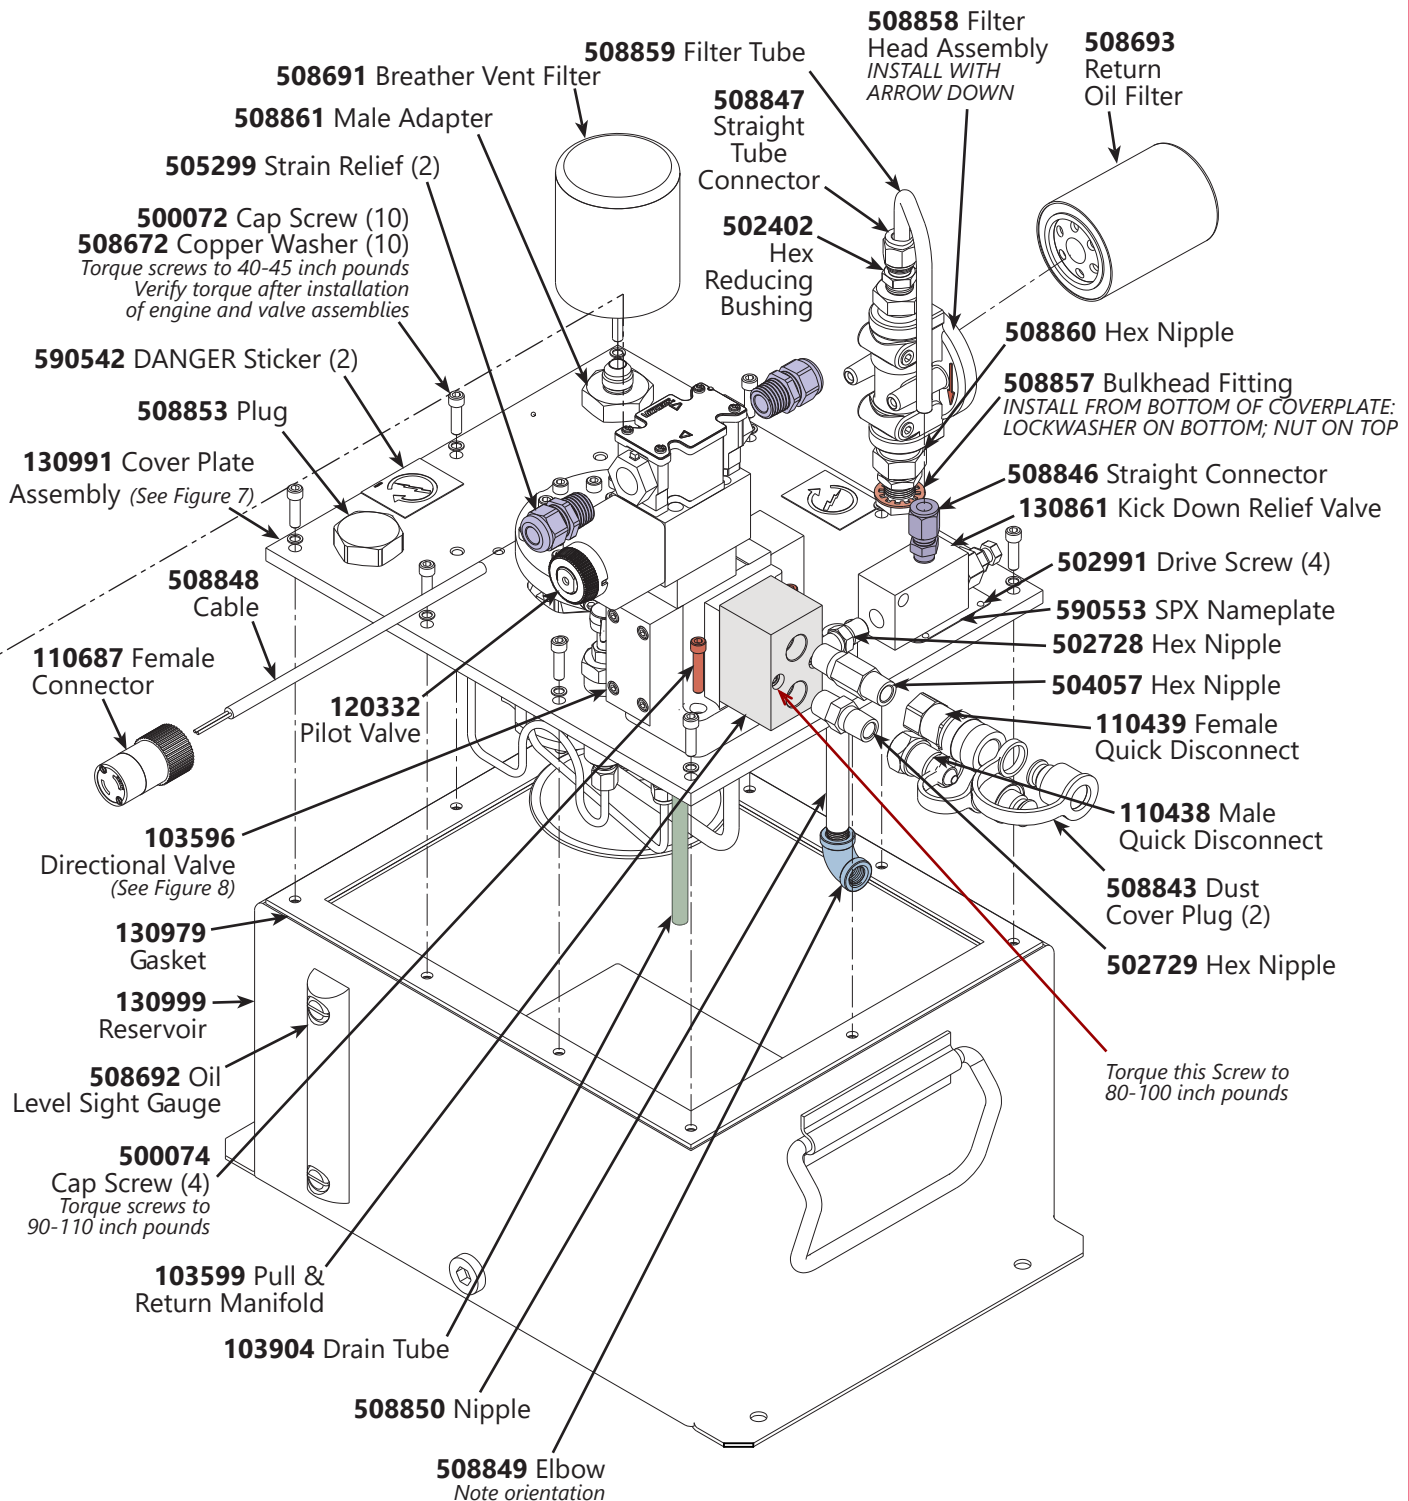 508858 Filter
Head Assembly
INSTALL WITH
ARROW DOWN
508693
Return
Oil Filter
508859 Filter Tube
508691 Breather Vent Filter
508847
Straight
Tube
Connector
508861 Male Adapter
505299 Strain Relief (2)
500072 Cap Screw (10)
508672 Copper Washer (10)
Torque screws to 40-45 inch pounds
Verify torque after installation
of engine and valve assemblies
502402
Hex
Reducing
Bushing
590542 DANGER Sticker (2)
508853 Plug
130991 Cover Plate
Assembly (See Figure 7)
508860 Hex Nipple
508857 Bulkhead Fitting
INSTALL FROM BOTTOM OF COVERPLATE:
LOCKWASHER ON BOTTOM; NUT ON TOP
508846 Straight Connector
130861 Kick Down Relief Valve
502991 Drive Screw (4)
590553 SPX Nameplate
502728 Hex Nipple
504057 Hex Nipple
110439 Female
Quick Disconnect
110438 Male
Quick Disconnect
508843 Dust
Cover Plug (2)
502729 Hex Nipple
Torque this Screw to
80-100 inch pounds
508848
Cable
110687 Female
Connector
120332
Pilot Valve
103596
Directional Valve
(See Figure 8)
130979
Gasket
130999
Reservoir
508692 Oil
Level Sight Gauge
500074
Cap Screw (4)
Torque screws to
90-110 inch pounds
103599 Pull &
Return Manifold
103904 Drain Tube
508850 Nipple
508849 Elbow
Note orientation